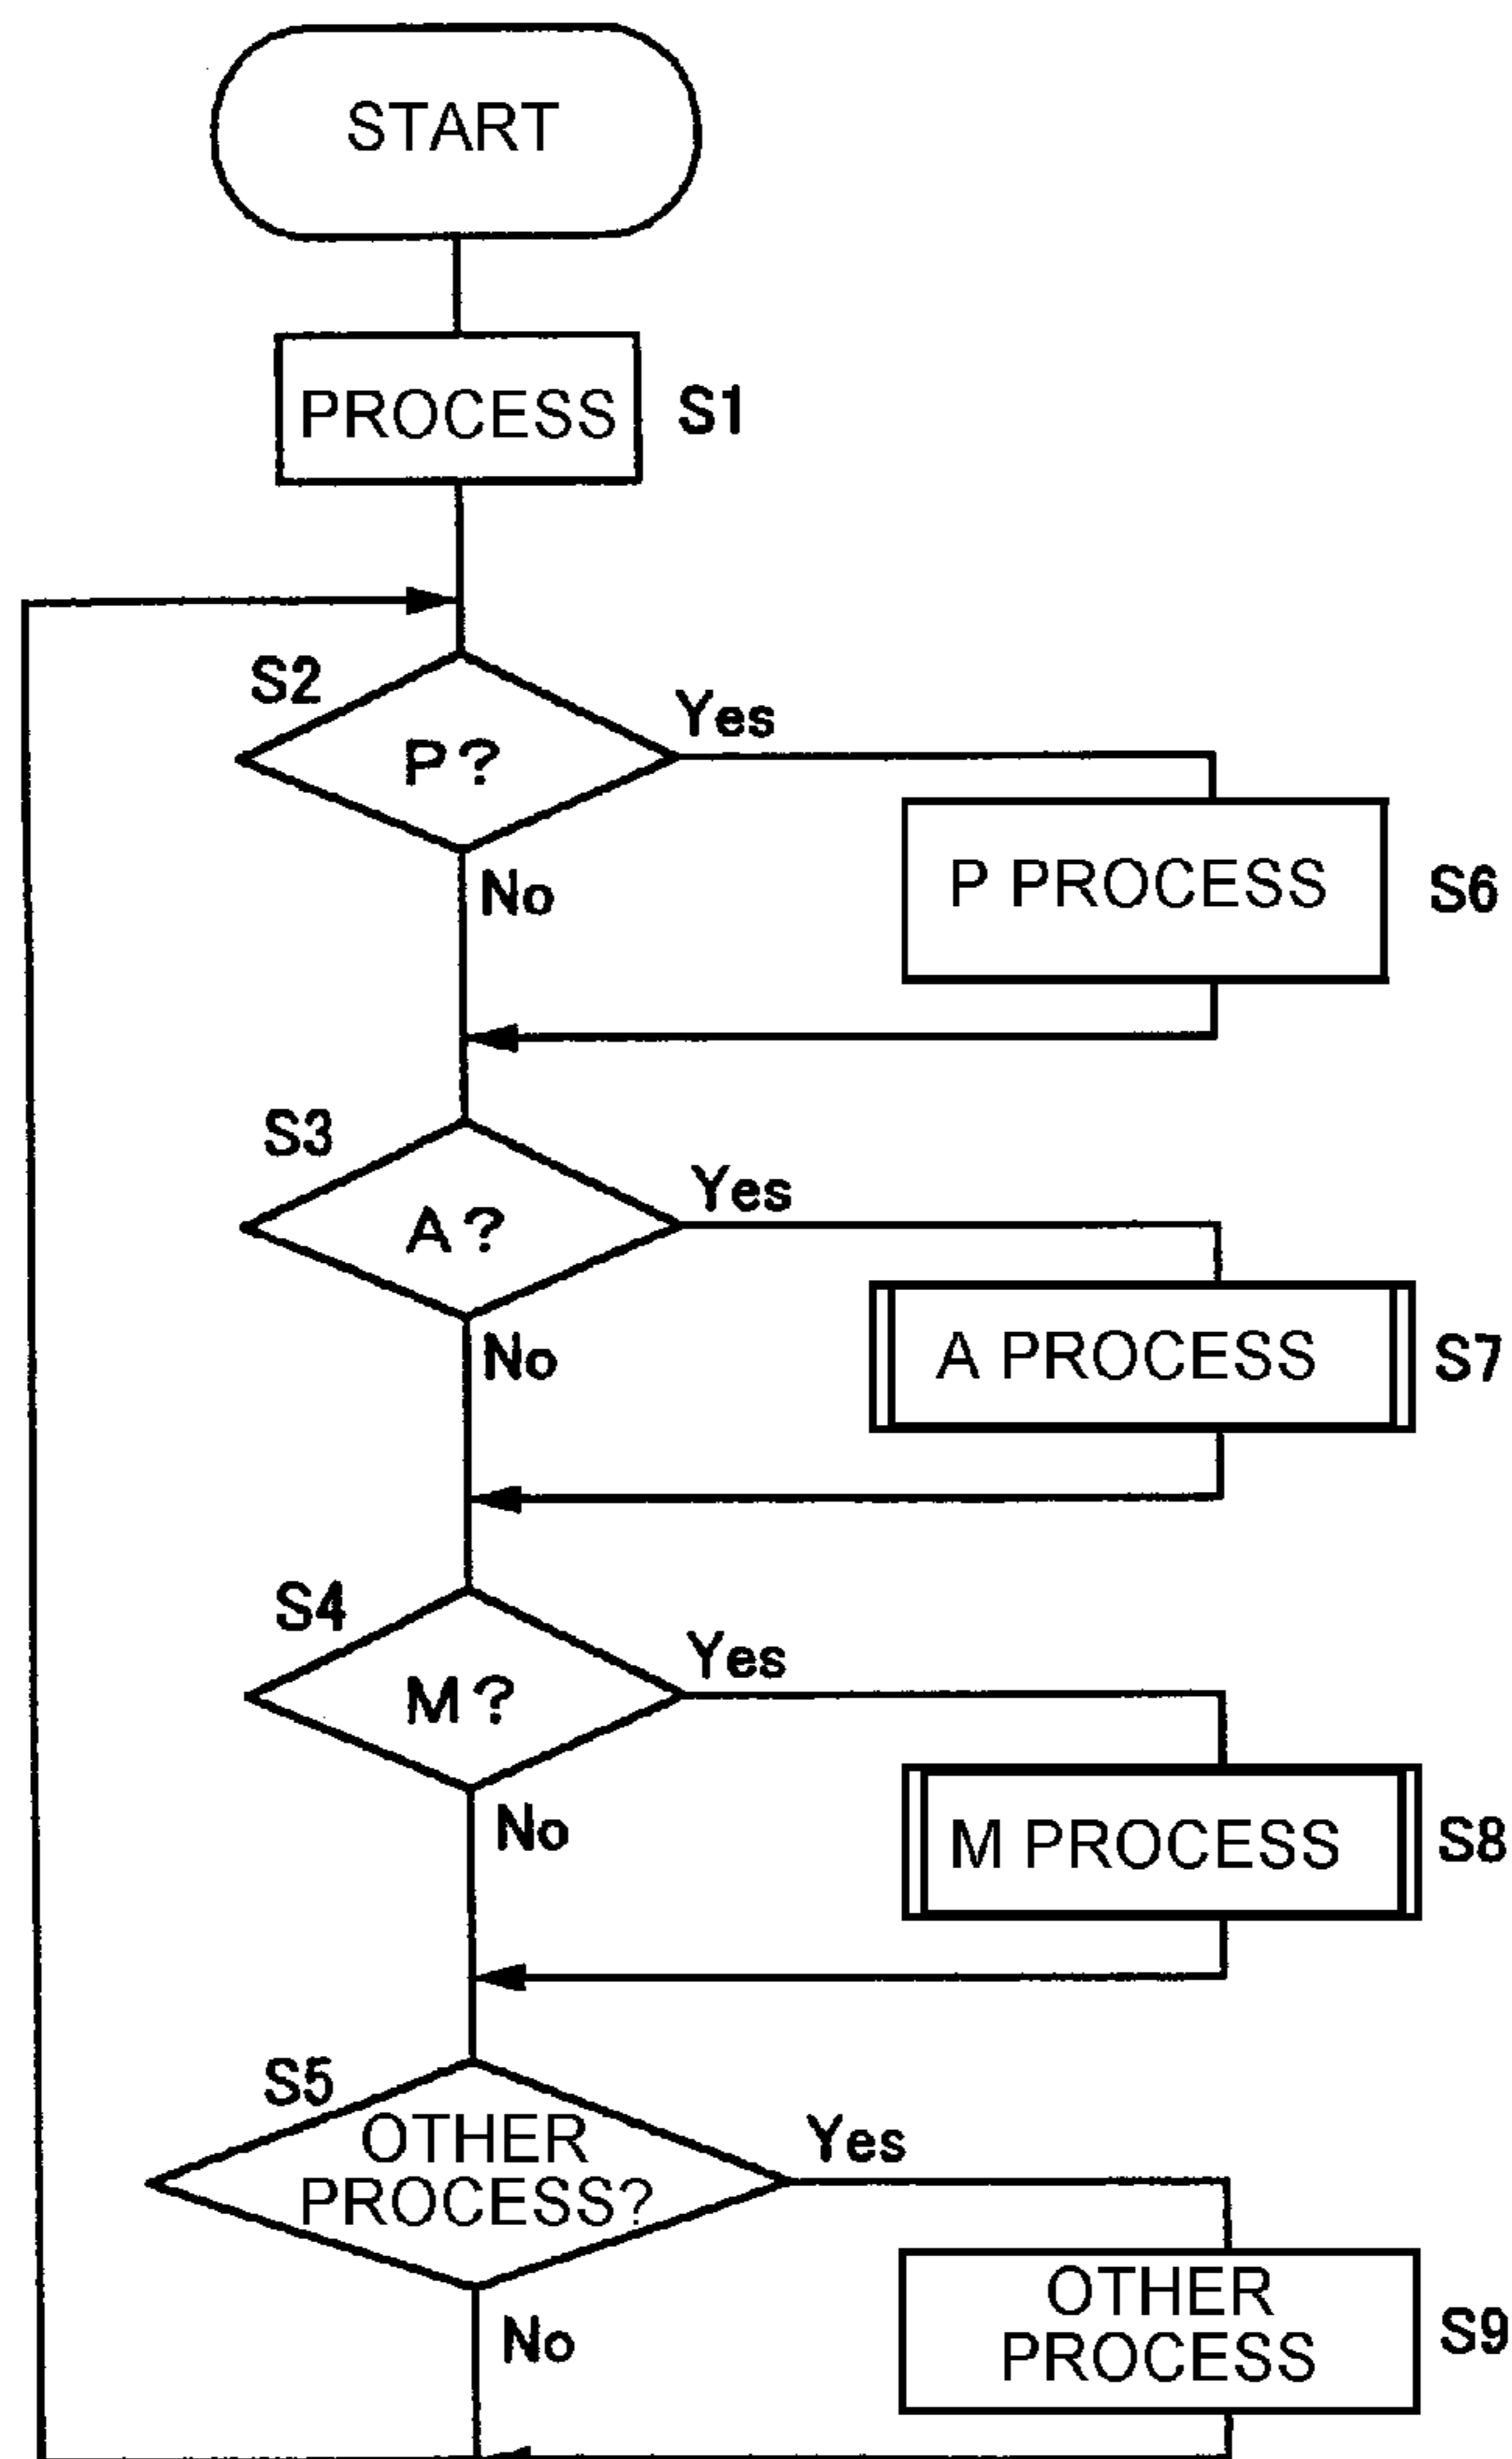 START
PROCESS
S1
S2
P?
Yes
No
P PROCESS
S6
S3
A?
Yes
No
A PROCESS
S7
S4
M?
Yes
No
M PROCESS
S8
S5
OTHER
PROCESS?
Yes
No
OTHER
PROCESS
S9